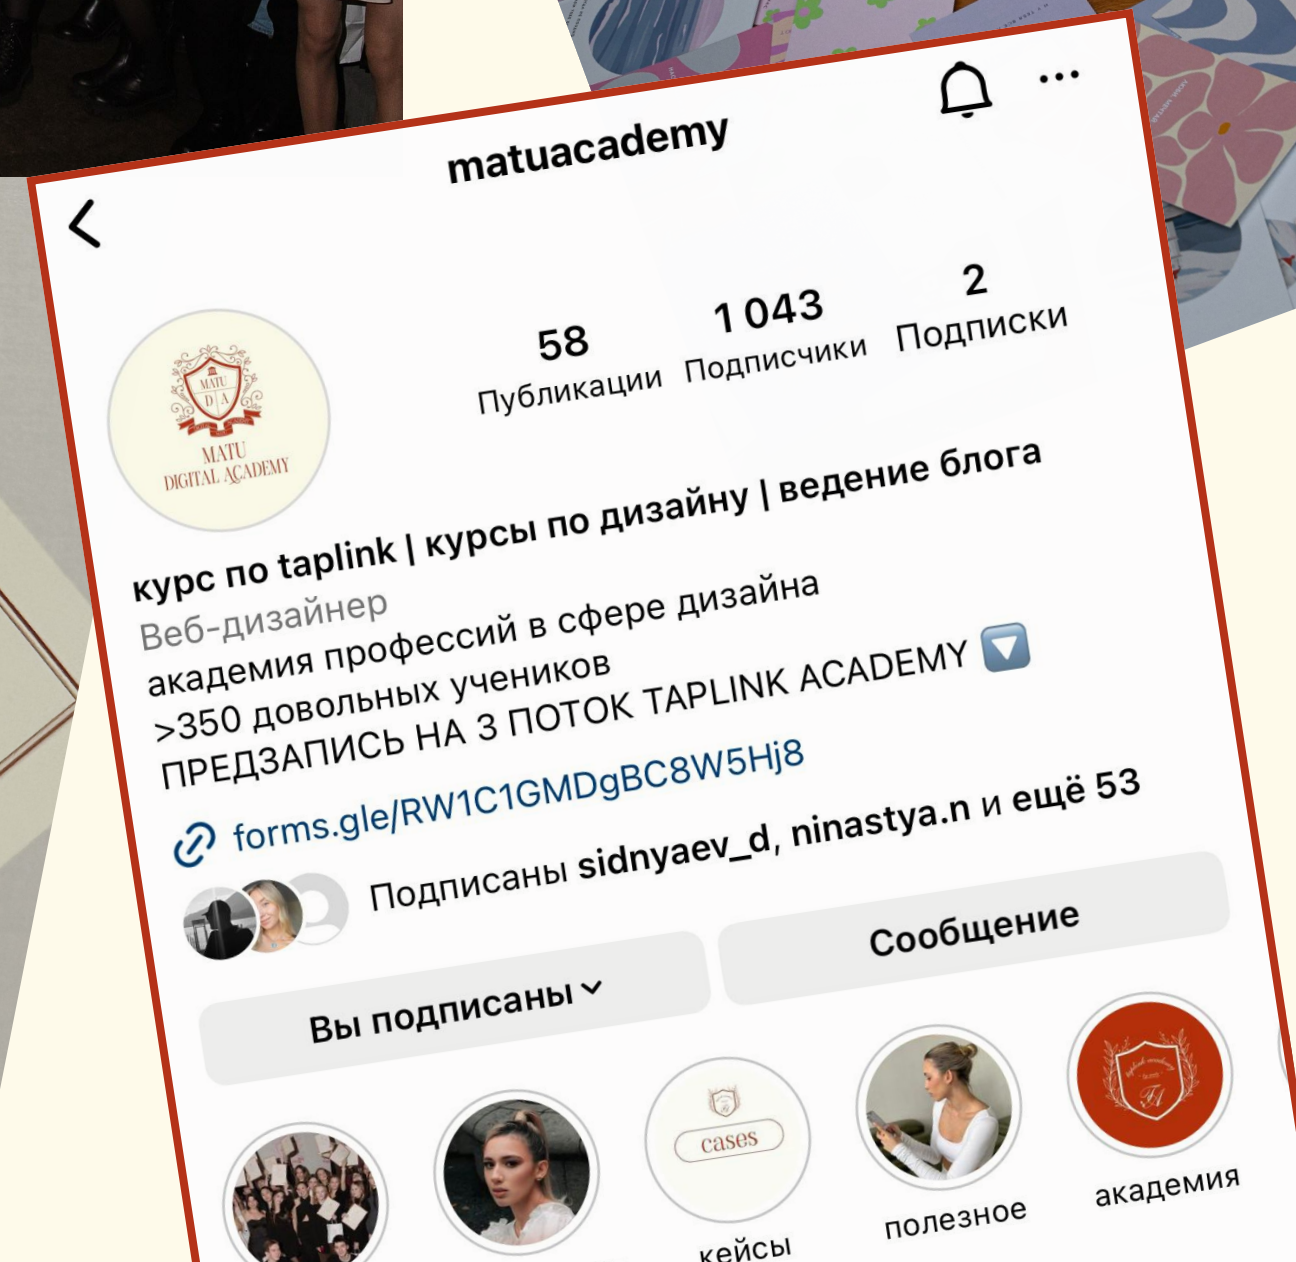 matuacademy
58
Публикации
1 043
Подписчики
2
Подписки
MATU
D A
MATU
DIGITAL ACADEMY
курс по taplink | курсы по дизайну | ведение блога
Веб-дизайнер
академия профессий в сфере дизайна
>350 довольных учеников
ПРЕДЗАПИСЬ НА 3 ПОТОК TAPLINK ACADEMY
forms.gle/RW1C1GMDgBC8W5Hj8
Подписаны sidnyaev_d, ninastya.n и ещё 53
Вы подписаны
Сообщение
cases
кейсы
полезное
академия